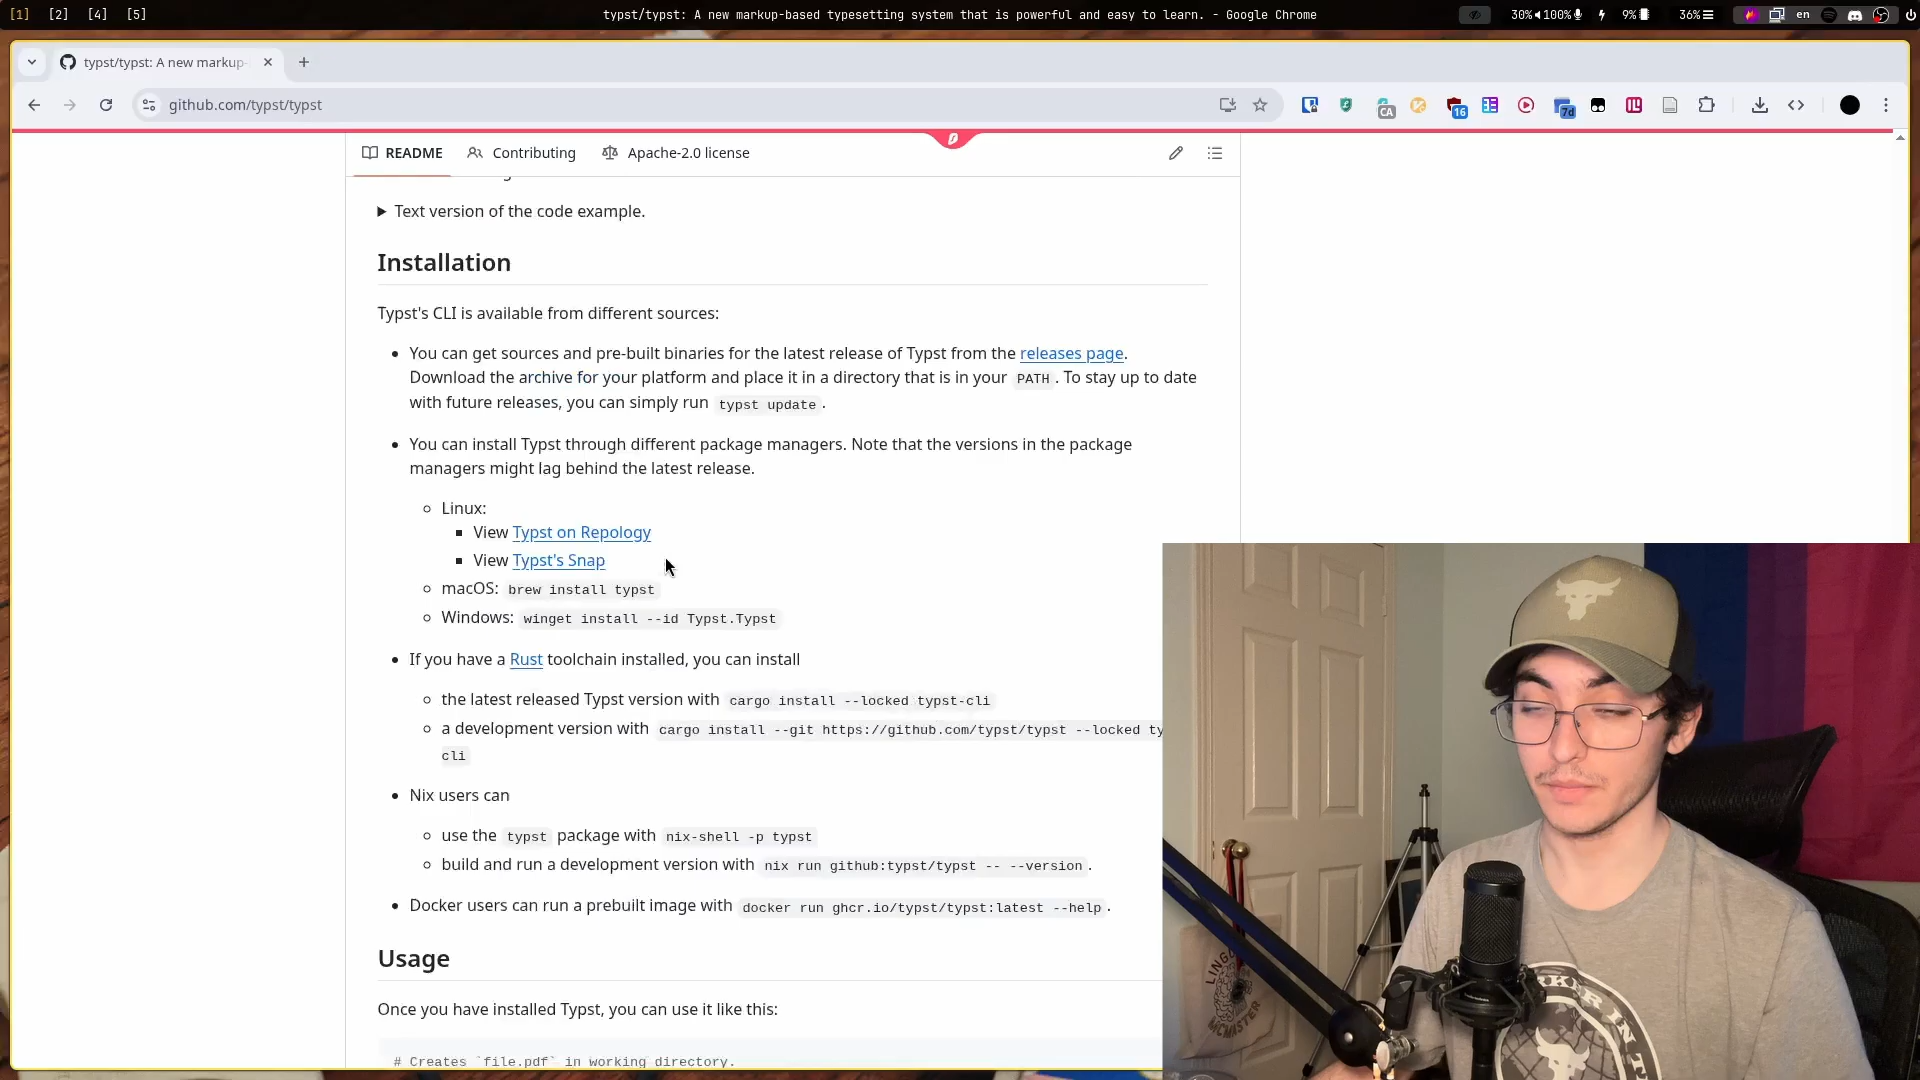 [1] [2] [4] [5] typst/typst: A new markup-based typesetting system that is powerful and easy to learn. - Google Chrome 30% 100% 9% 36% en
typst/typst: A new markup-
github.com/typst/typst
CA 16 7d
README Contributing Apache-2.0 license
Text version of the code example.
Installation
Typst's CLI is available from different sources:
You can get sources and pre-built binaries for the latest release of Typst from the releases page.
Download the archive for your platform and place it in a directory that is in your PATH. To stay up to date
with future releases, you can simply run typst update.
You can install Typst through different package managers. Note that the versions in the package
managers might lag behind the latest release.
Linux:
View Typst on Repology
View Typst's Snap
macOS: brew install typst
Windows: winget install --id Typst.Typst
If you have a Rust toolchain installed, you can install
the latest released Typst version with cargo install --locked typst-cli
a development version with cargo install --git https://github.com/typst/typst --locked ty
cli
Nix users can
use the typst package with nix-shell -p typst
build and run a development version with nix run github:typst/typst -- --version.
Docker users can run a prebuilt image with docker run ghcr.io/typst/typst:latest --help.
Usage
Once you have installed Typst, you can use it like this:
# Creates `file.pdf` in working directory.